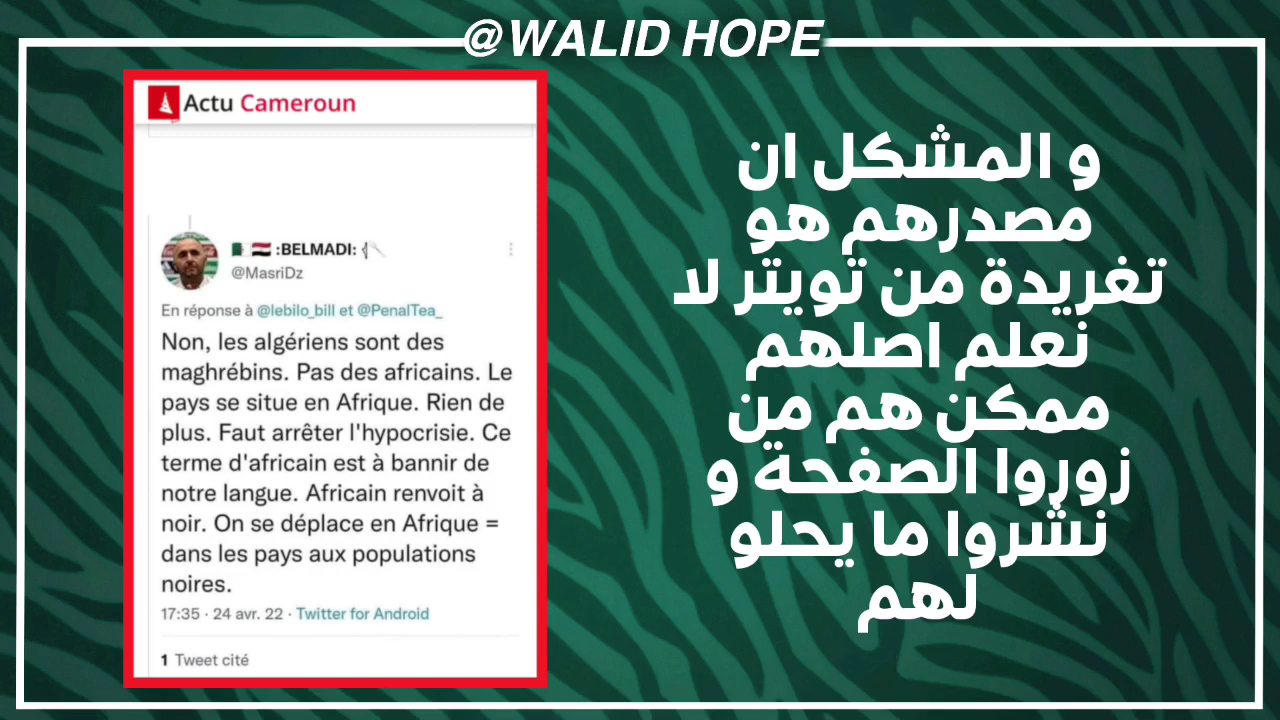 @WALID HOPE
Actu Cameroun
:BELMADI:
@MasriDz
En réponse à @lebilo_bill et @PenalTea_
Non, les algériens sont des
maghrébins. Pas des africains. Le
pays se situe en Afrique. Rien de
plus. Faut arrêter l'hypocrisie. Ce
terme d'africain est à bannir de
notre langue. Africain renvoit à
noir. On se déplace en Afrique =
dans les pays aux populations
noires.
17:35 · 24 avr. 22 · Twitter for Android
1 Tweet cité
و المشكل ان
مصدرهم هو
تغريدة من تويتر لا
نعلم اصلهم
ممكن هم من
زوروا الصفحة و
نشروا ما يحلو
لهم